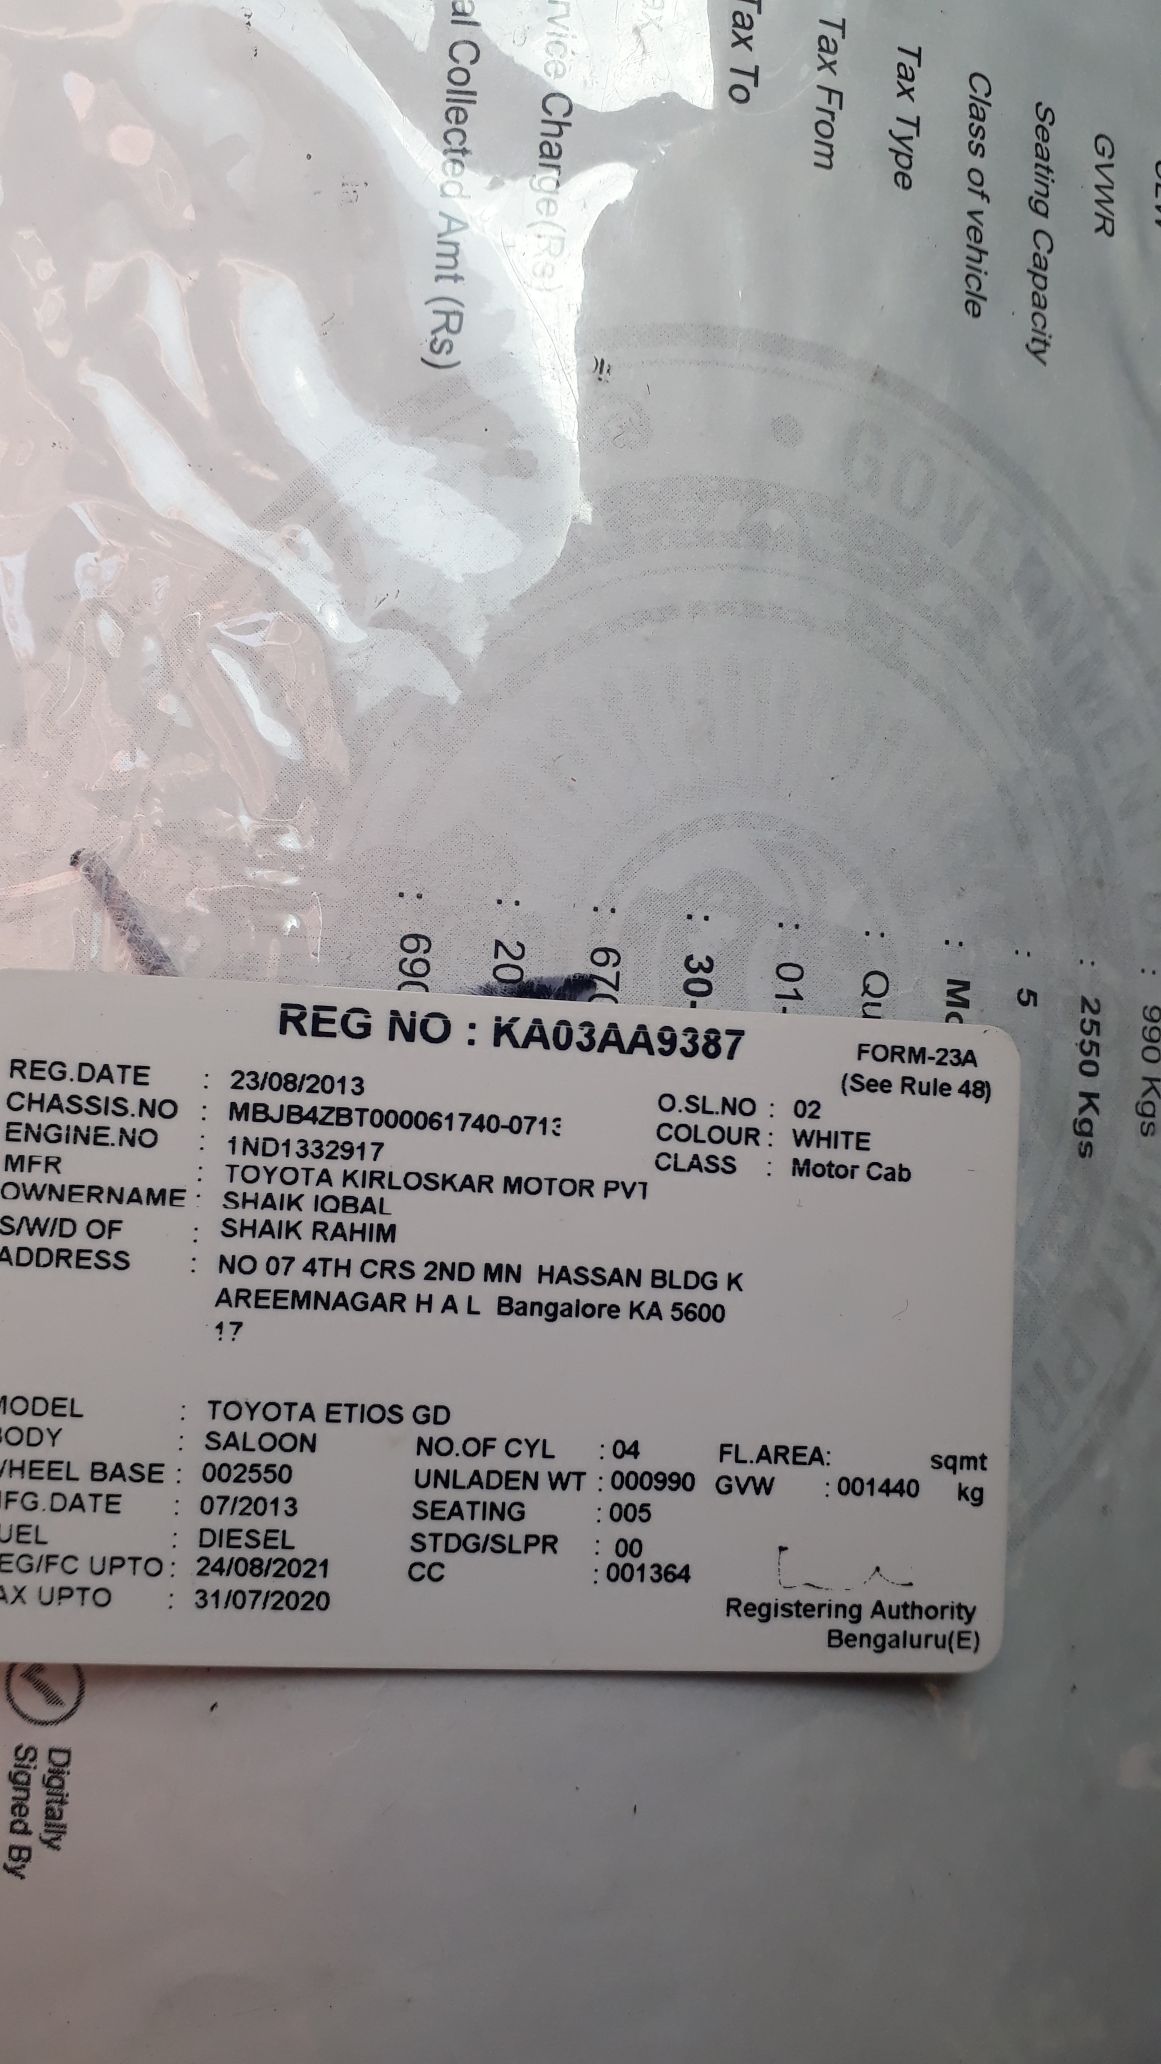 GVWR
Seating Capacity
Class of vehicle
Tax Type
Tax From
Tax To
Charge(Rs)
Collected Amt (Rs)
: 990 Kgs
: 2550 Kgs
: 5
:
:
: 01-
: 30-
: 670
: 20
: 690
GOVERNMEN
REG NO : KA03AA9387
FORM-23A
(See Rule 48)
REG.DATE : 23/08/2013
O.SL.NO : 02
CHASSIS.NO : MBJB4ZBT000061740-0713
COLOUR : WHITE
ENGINE.NO : 1ND1332917
CLASS : Motor Cab
MFR : TOYOTA KIRLOSKAR MOTOR PVT
OWNERNAME : SHAIK IQBAL
S/W/D OF : SHAIK RAHIM
ADDRESS : NO 07 4TH CRS 2ND MN HASSAN BLDG K
AREEMNAGAR H A L Bangalore KA 5600
17
MODEL : TOYOTA ETIOS GD
BODY : SALOON NO.OF CYL : 04 FL.AREA: sqmt
WHEEL BASE : 002550 UNLADEN WT : 000990 GVW : 001440 kg
MFG.DATE : 07/2013 SEATING : 005
FUEL : DIESEL STDG/SLPR : 00
REG/FC UPTO : 24/08/2021 CC : 001364
TAX UPTO : 31/07/2020
Registering Authority
Bengaluru(E)
Digitally
Signed By